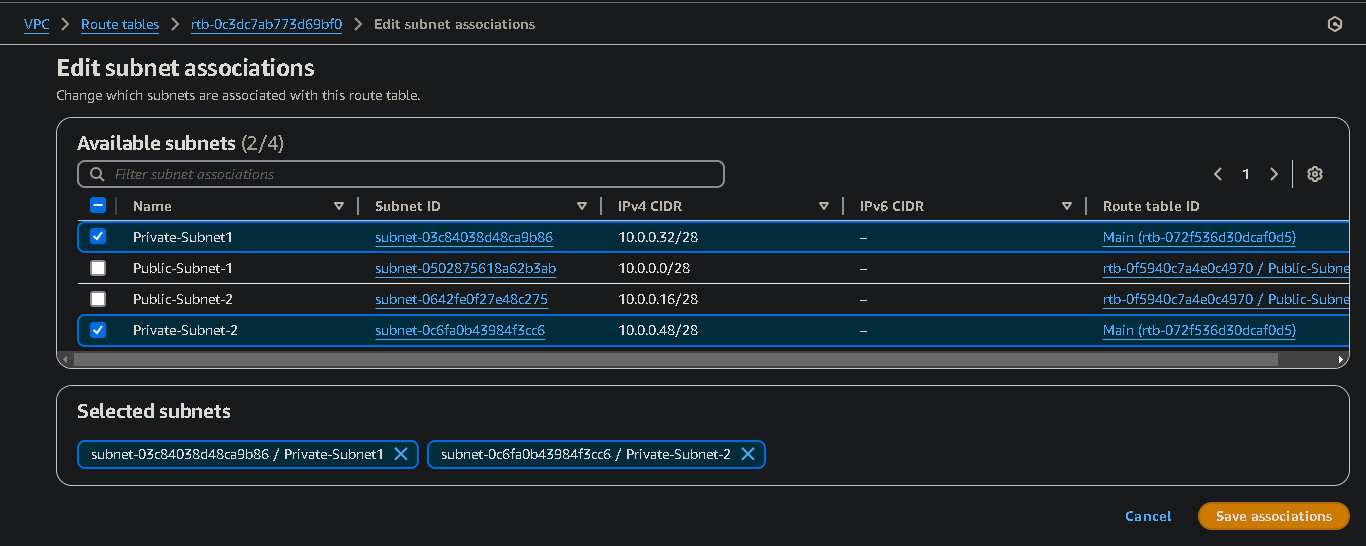 VPC > Route tables > rtb-0c3dc7ab773d69bf0 > Edit subnet associations
Edit subnet associations
Change which subnets are associated with this route table.
Available subnets (2/4)
Filter subnet associations
1
Name Subnet ID IPv4 CIDR IPv6 CIDR Route table ID
Private-Subnet1 subnet-03c84038d48ca9b86 10.0.0.32/28 – Main (rtb-072f536d30dcaf0d5)
Public-Subnet-1 subnet-0502875618a62b3ab 10.0.0.0/28 – rtb-0f5940c7a4e0c4970 / Public-Subne
Public-Subnet-2 subnet-0642fe0f27e48c275 10.0.0.16/28 – rtb-0f5940c7a4e0c4970 / Public-Subne
Private-Subnet-2 subnet-0c6fa0b43984f3cc6 10.0.0.48/28 – Main (rtb-072f536d30dcaf0d5)
Selected subnets
subnet-03c84038d48ca9b86 / Private-Subnet1 subnet-0c6fa0b43984f3cc6 / Private-Subnet-2
Cancel Save associations